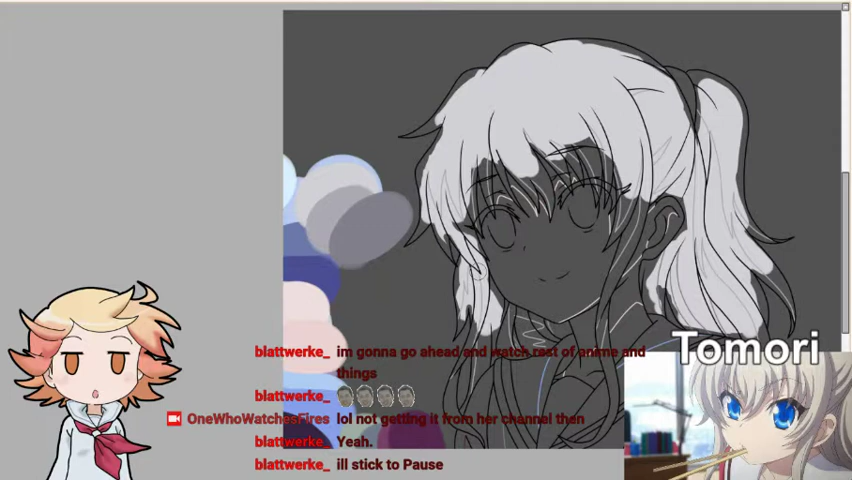 Tomori
blattwerke_ im gonna go ahead and watch rest of anime and
things
blattwerke_
OneWhoWatchesFires lol not getting it from her channel then
blattwerke_ Yeah.
blattwerke_ ill stick to Pause